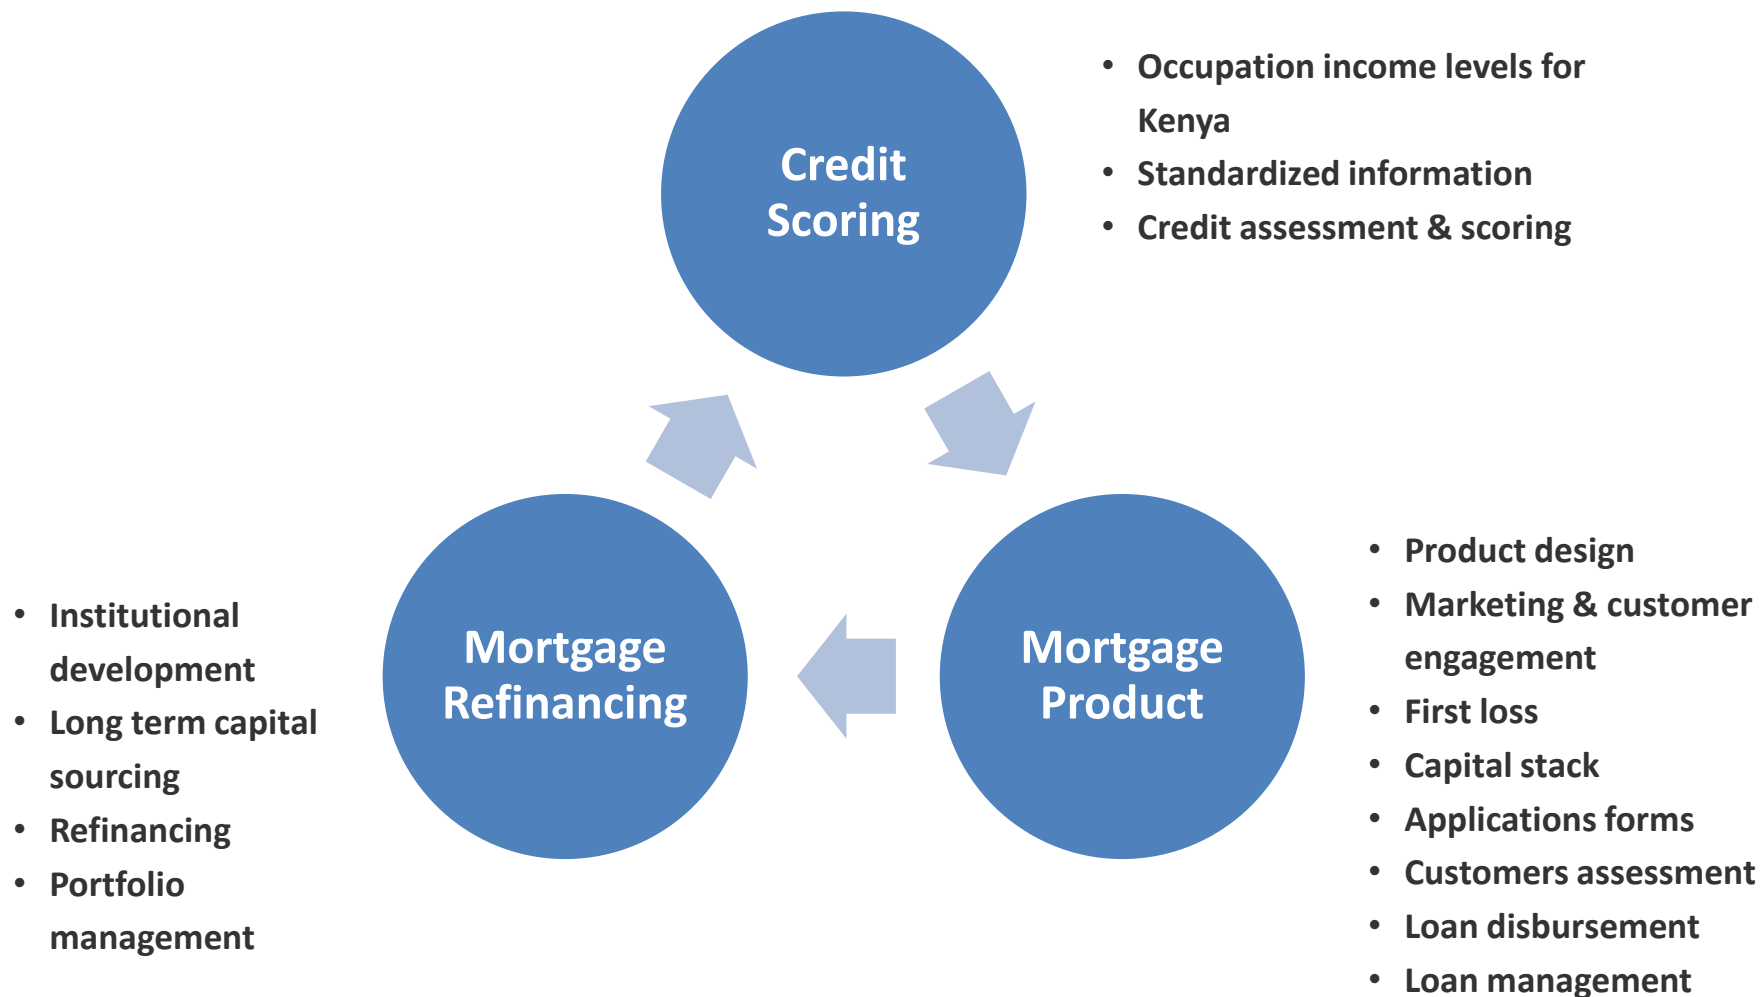 Credit
Scoring
• Occupation income levels for
Kenya
• Standardized information
• Credit assessment & scoring
Mortgage
Product
• Product design
• Marketing & customer
engagement
• First loss
• Capital stack
• Applications forms
• Customers assessment
• Loan disbursement
• Loan management
Mortgage
Refinancing
• Institutional
development
• Long term capital
sourcing
• Refinancing
• Portfolio
management